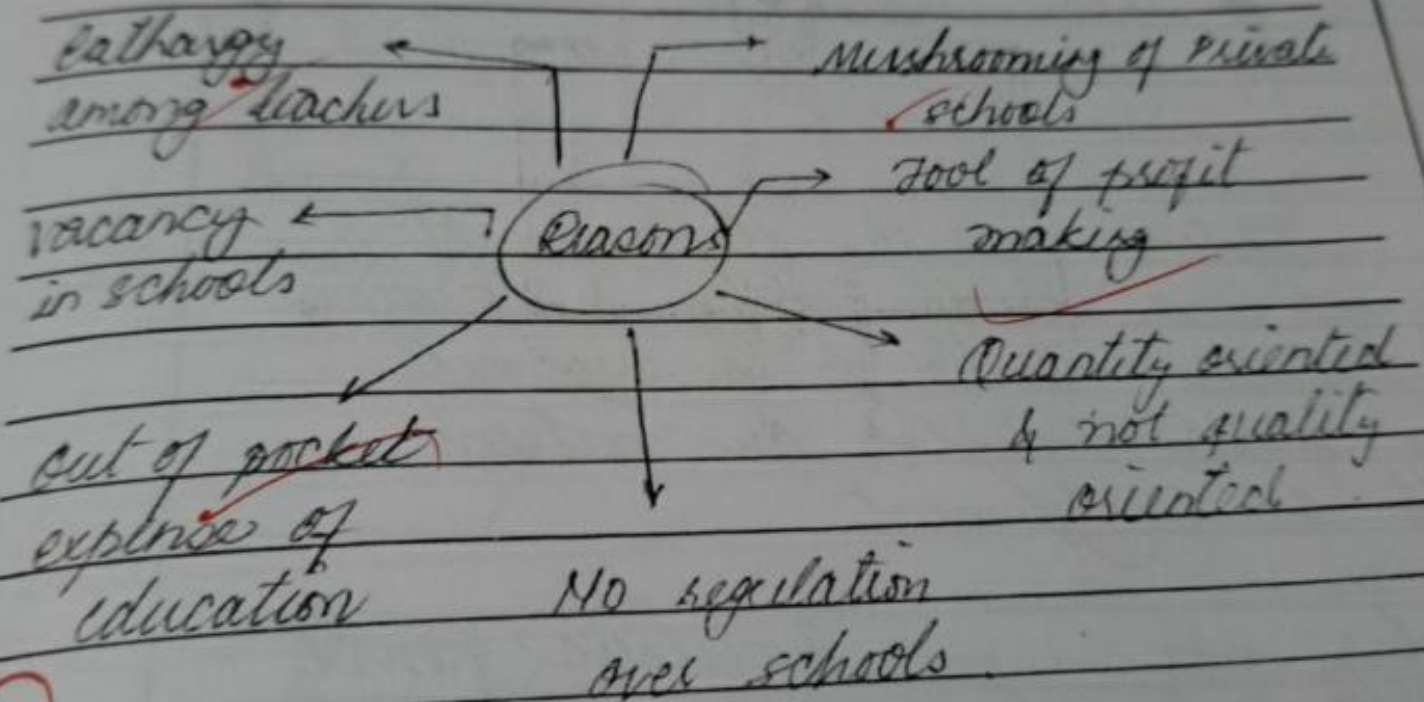 Lathargy
among teachers
Mushrooming of Private
schools
Reasons
Tool of profit
making
vacancy
in schools
Quantity oriented
& not quality
oriented
out of pocket
expense of
education
No regulation
over schools.